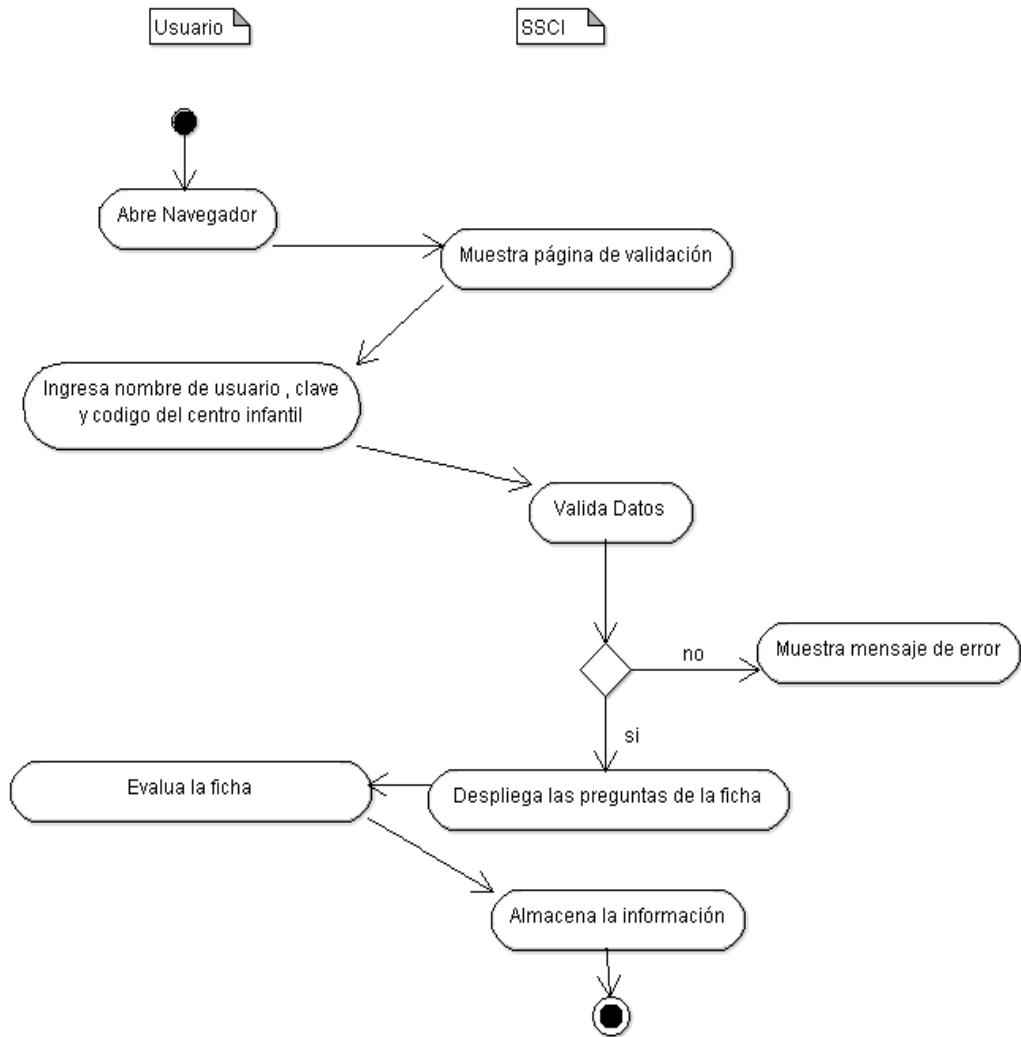 Usuario
SSCI
Abre Navegador
Muestra página de validación
Ingresa nombre de usuario , clave
y codigo del centro infantil
Valida Datos
no
Muestra mensaje de error
si
Evalua la ficha
Despliega las preguntas de la ficha
Almacena la información